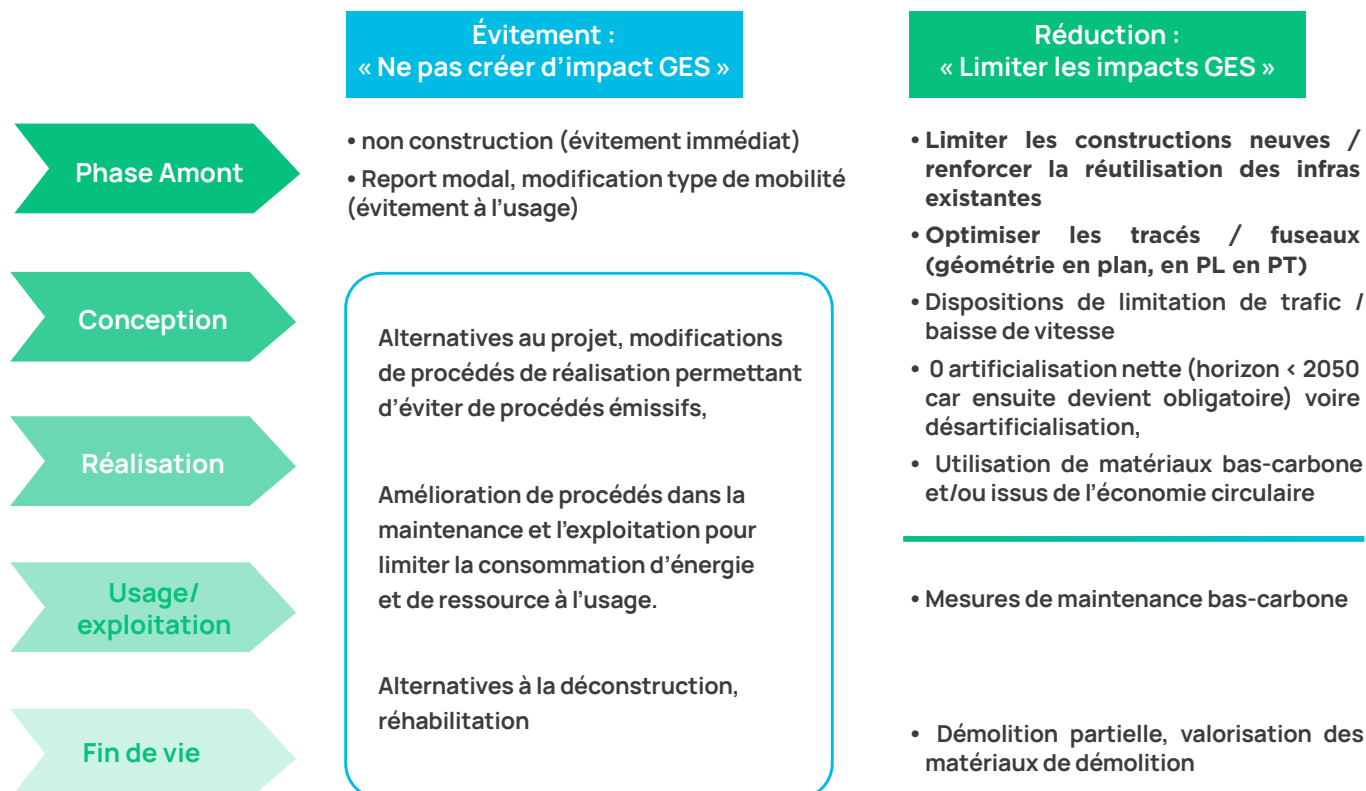 Évitement :
« Ne pas créer d'impact GES »
Réduction :
« Limiter les impacts GES »
Phase Amont
• non construction (évitement immédiat)
• Report modal, modification type de mobilité
(évitement à l'usage)
• Limiter les constructions neuves /
renforcer la réutilisation des infras
existantes
• Optimiser les tracés / fuseaux
(géométrie en plan, en PL en PT)
• Dispositions de limitation de trafic /
baisse de vitesse
• 0 artificialisation nette (horizon < 2050
car ensuite devient obligatoire) voire
désartificialisation,
• Utilisation de matériaux bas-carbone
et/ou issus de l'économie circulaire
Conception
Alternatives au projet, modifications
de procédés de réalisation permettant
d'éviter de procédés émissifs,
Réalisation
Amélioration de procédés dans la
maintenance et l'exploitation pour
limiter la consommation d'énergie
et de ressource à l'usage.
Usage/
exploitation
• Mesures de maintenance bas-carbone
Alternatives à la déconstruction,
réhabilitation
Fin de vie
• Démolition partielle, valorisation des
matériaux de démolition